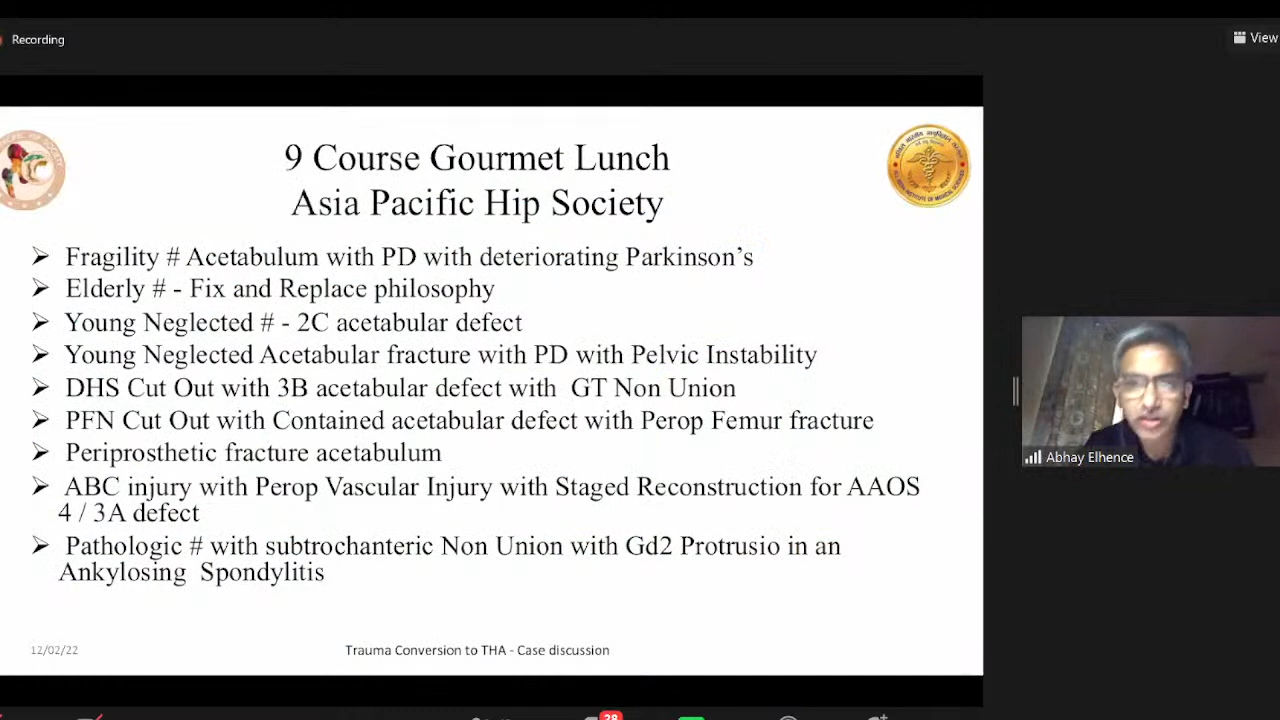 Recording
View
9 Course Gourmet Lunch
Asia Pacific Hip Society
➢ Fragility # Acetabulum with PD with deteriorating Parkinson’s
➢ Elderly # - Fix and Replace philosophy
➢ Young Neglected # - 2C acetabular defect
➢ Young Neglected Acetabular fracture with PD with Pelvic Instability
➢ DHS Cut Out with 3B acetabular defect with GT Non Union
➢ PFN Cut Out with Contained acetabular defect with Perop Femur fracture
➢ Periprosthetic fracture acetabulum
➢ ABC injury with Perop Vascular Injury with Staged Reconstruction for AAOS
4 / 3A defect
➢ Pathologic # with subtrochanteric Non Union with Gd2 Protrusio in an
Ankylosing Spondylitis
Abhay Elhence
12/02/22
Trauma Conversion to THA - Case discussion
28